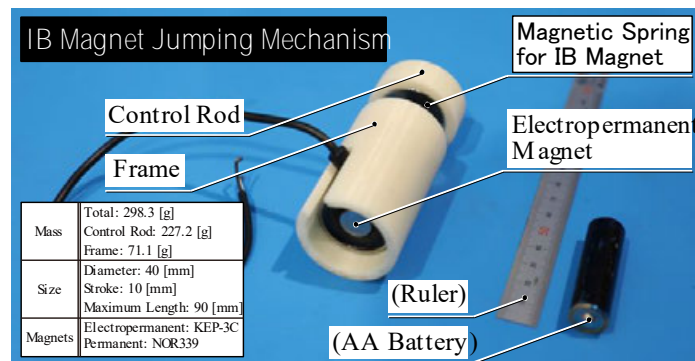 IB Magnet Jumping Mechanism
Magnetic Spring
for IB Magnet
Control Rod
Electropermanent
Magnet
Frame
Mass
Total: 298.3 [g]
Control Rod: 227.2 [g]
Frame: 71.1 [g]
Size
Diameter: 40 [mm]
Stroke: 10 [mm]
Maximum Length: 90 [mm]
Magnets
Electropermanent: KEP-3C
Permanent: NOR339
(Ruler)
(AA Battery)